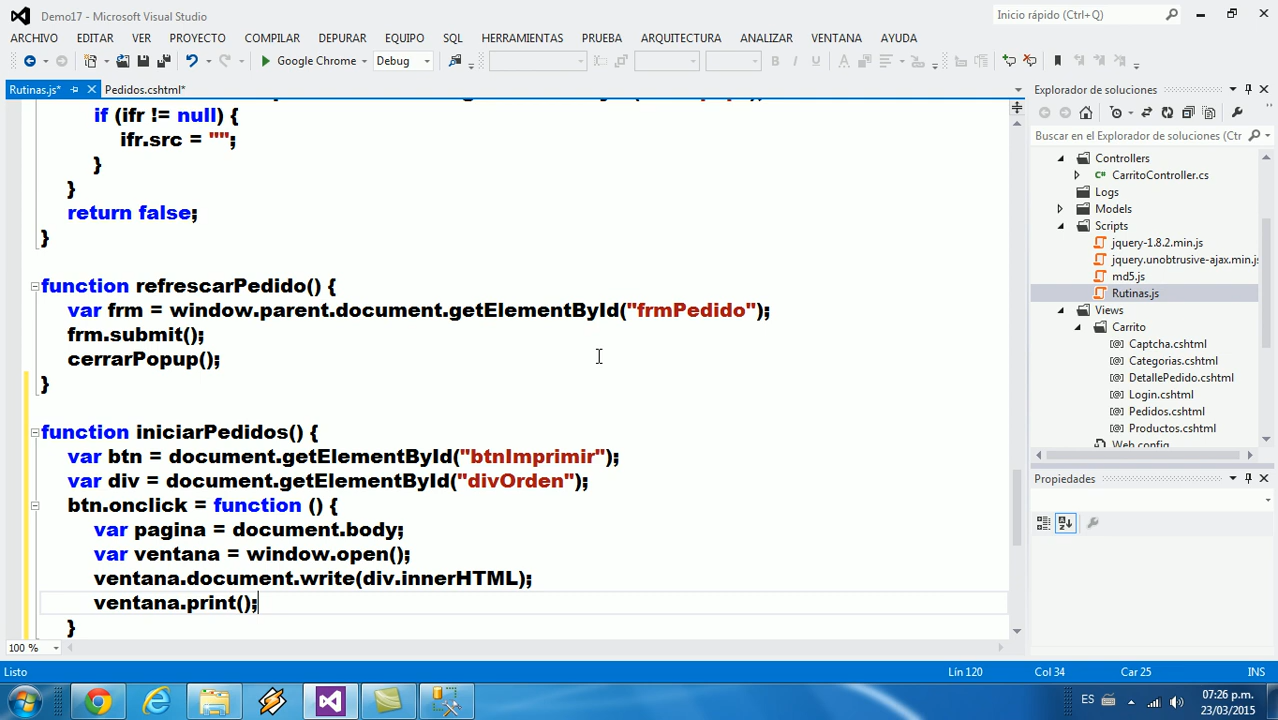 Demo17 - Microsoft Visual Studio
Inicio rápido (Ctrl+Q)
ARCHIVO EDITAR VER PROYECTO COMPILAR DEPURAR EQUIPO SQL HERRAMIENTAS PRUEBA ARQUITECTURA ANALIZAR VENTANA AYUDA
Google Chrome Debug
Rutinas.js* Pedidos.cshtml*
if (ifr != null) {
ifr.src = "";
}
}
return false;
}
function refrescarPedido() {
var frm = window.parent.document.getElementById("frmPedido");
frm.submit();
cerrarPopup();
}
function iniciarPedidos() {
var btn = document.getElementById("btnImprimir");
var div = document.getElementById("divOrden");
btn.onclick = function () {
var pagina = document.body;
var ventana = window.open();
ventana.document.write(div.innerHTML);
ventana.print();
}
100 %
Explorador de soluciones
Buscar en el Explorador de soluciones (Ctr
Controllers
C# CarritoController.cs
Logs
Models
Scripts
jquery-1.8.2.min.js
jquery.unobtrusive-ajax.min.js
md5.js
Rutinas.js
Views
Carrito
[@] Captcha.cshtml
[@] Categorias.cshtml
[@] DetallePedido.cshtml
[@] Login.cshtml
[@] Pedidos.cshtml
[@] Productos.cshtml
Web.config
Propiedades
Listo Lín 120 Col 34 Car 25 INS
ES 07:26 p.m.
23/03/2015